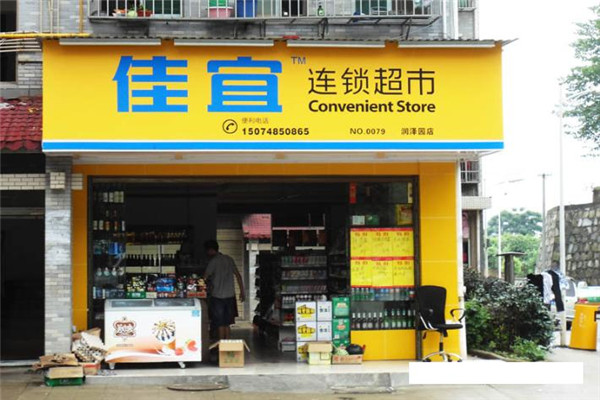 佳宜 TM
连锁超市
Convenient Store
便利电话
15074850865
NO.0079 润泽园店